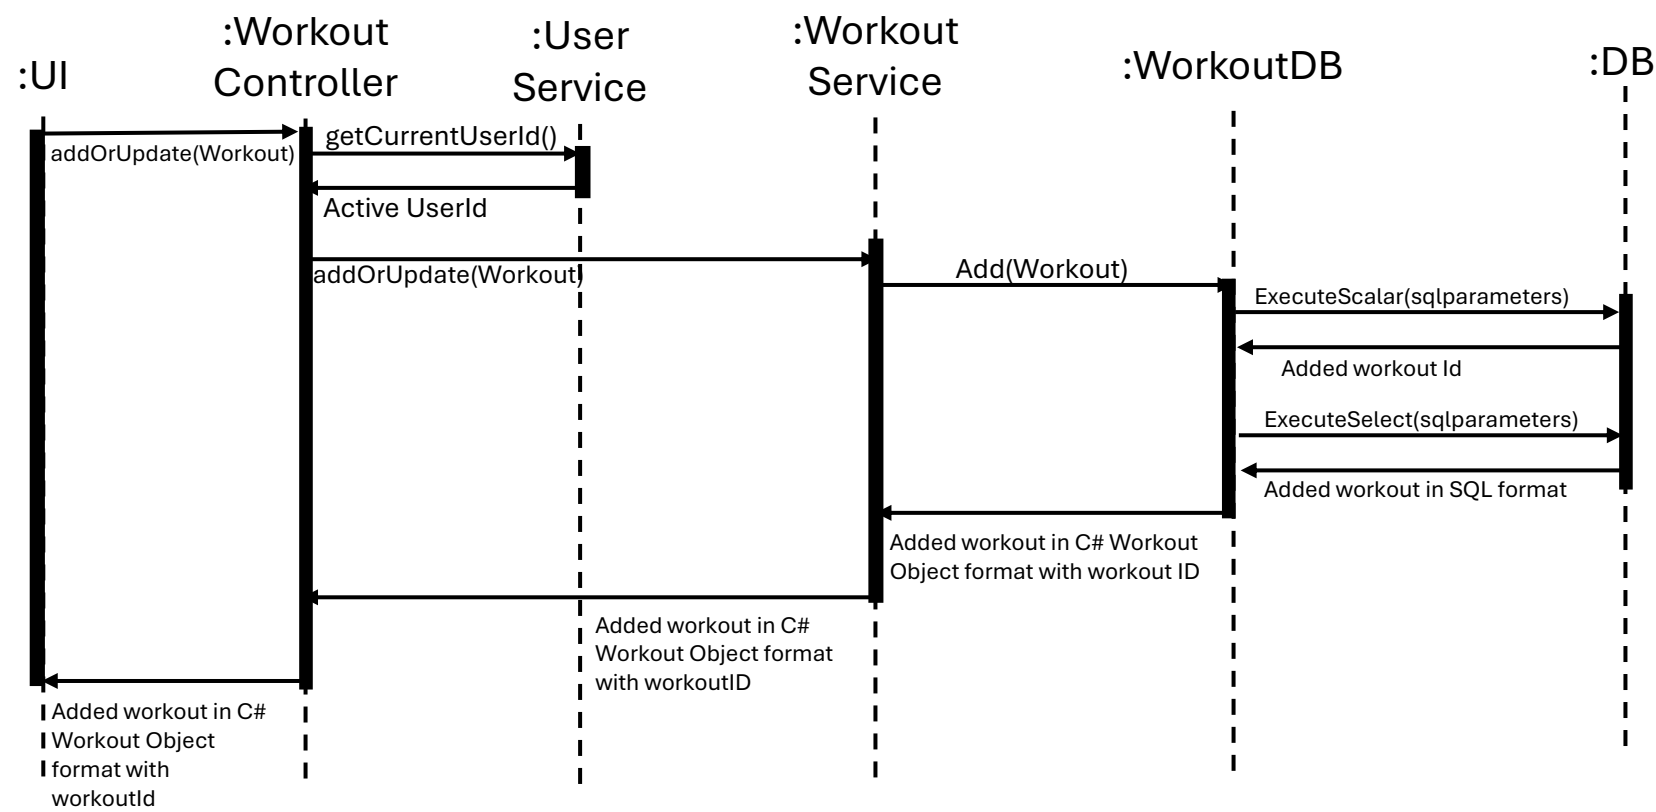 :UI
:Workout
Controller
:User
Service
:Workout
Service
:WorkoutDB
:DB
addOrUpdate(Workout)
getCurrentUserId()
Active UserId
addOrUpdate(Workout)
Add(Workout)
ExecuteScalar(sqlparameters)
Added workout Id
ExecuteSelect(sqlparameters)
Added workout in SQL format
Added workout in C# Workout
Object format with workout ID
Added workout in C#
Workout Object format
with workoutID
Added workout in C#
Workout Object
format with
workoutId